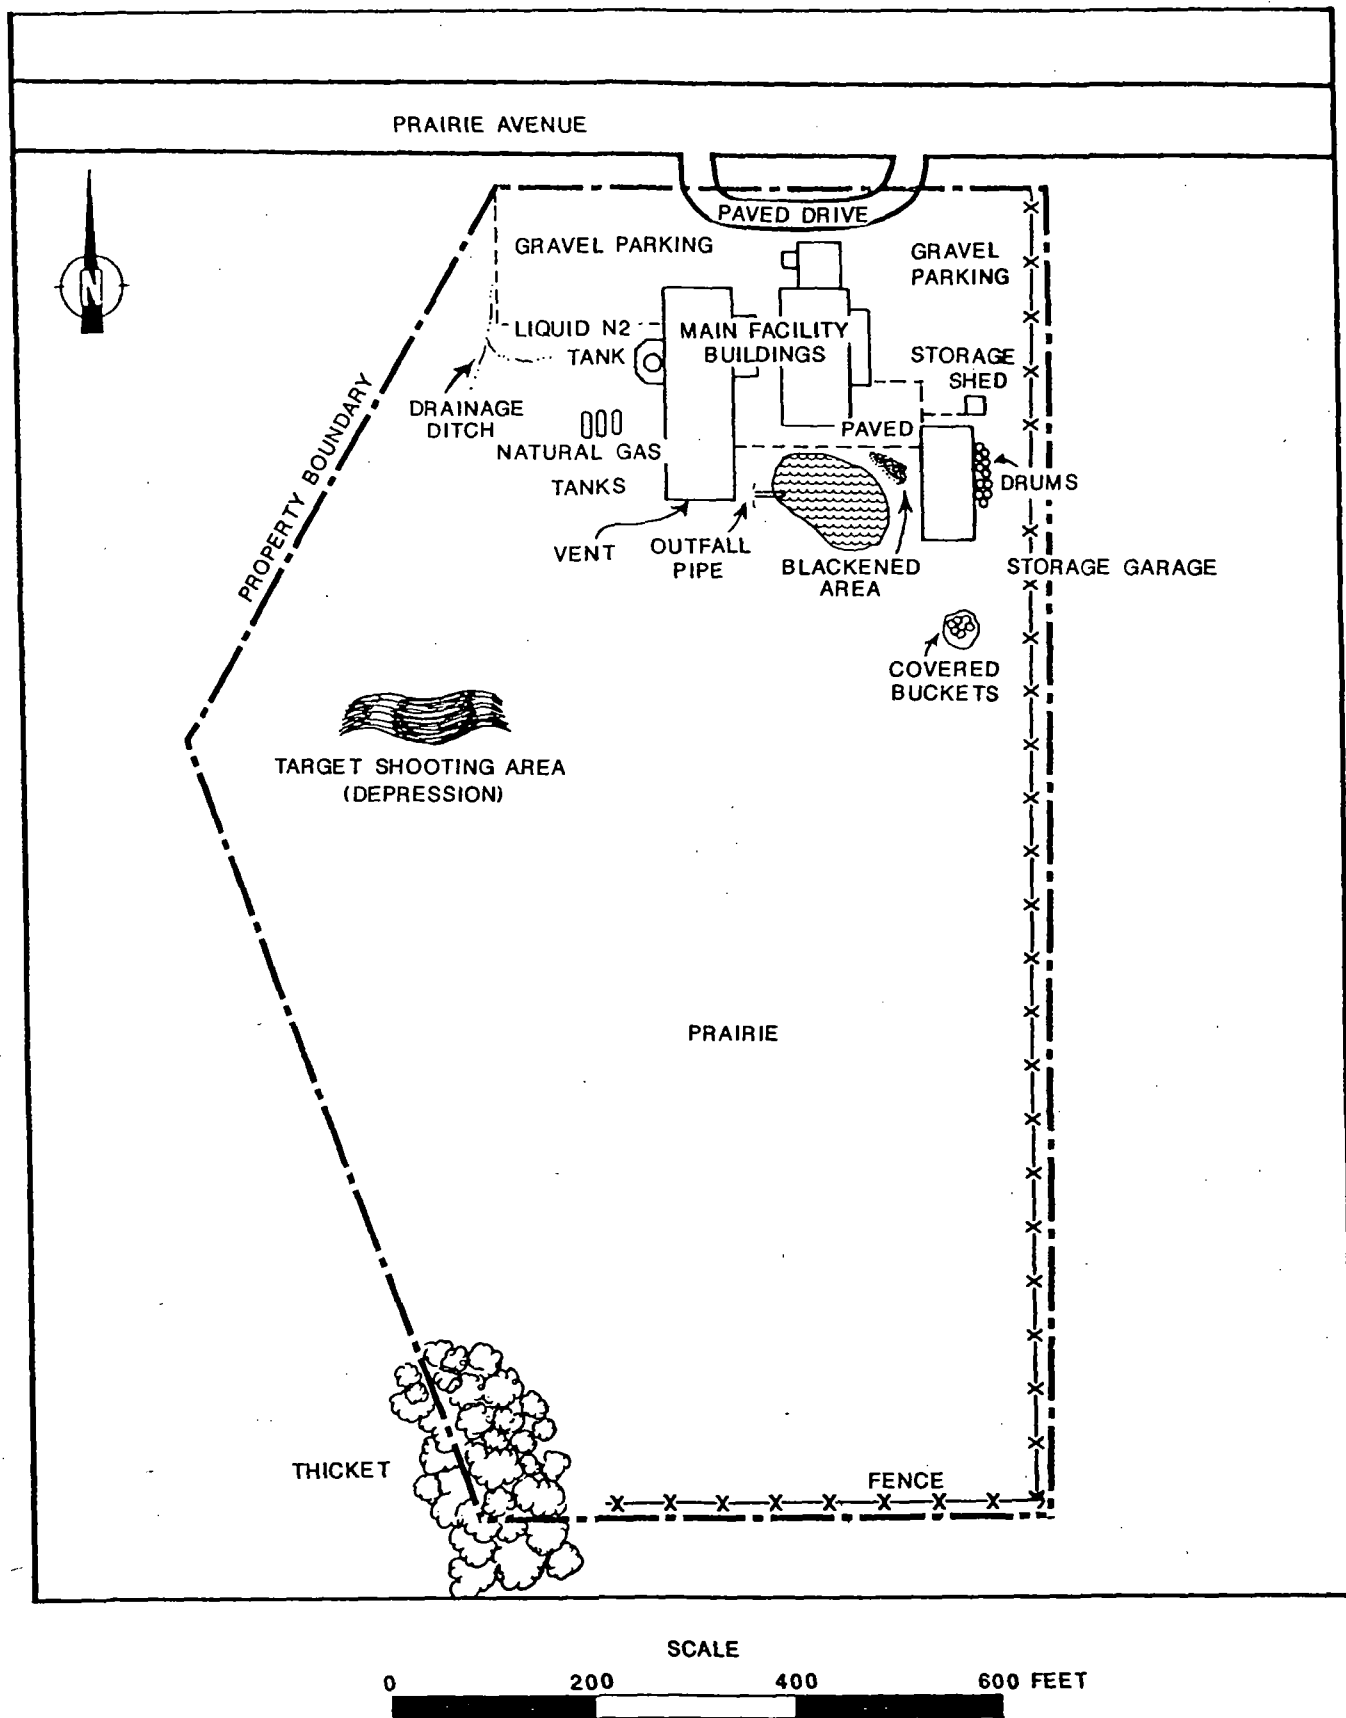 PRAIRIE AVENUE
PAVED DRIVE
GRAVEL PARKING
GRAVEL
PARKING
N
LIQUID N2
TANK
MAIN FACILITY
BUILDINGS
STORAGE
SHED
DRAINAGE
DITCH
PROPERTY BOUNDARY
PAVED
NATURAL GAS
TANKS
DRUMS
VENT
OUTFALL
PIPE
BLACKENED
AREA
STORAGE GARAGE
COVERED
BUCKETS
TARGET SHOOTING AREA
(DEPRESSION)
PRAIRIE
THICKET
FENCE
SCALE
0 200 400 600 FEET